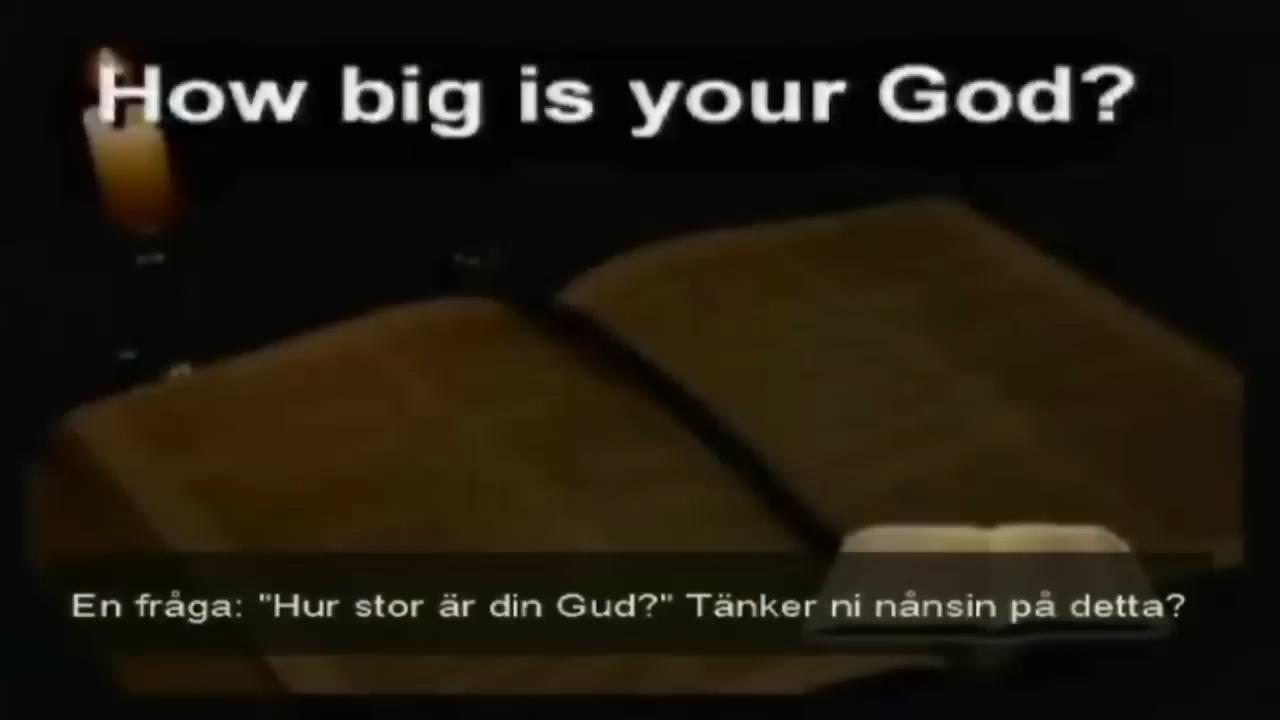 How big is your God?
En fråga: "Hur stor är din Gud?" Tänker ni nånsin på detta?